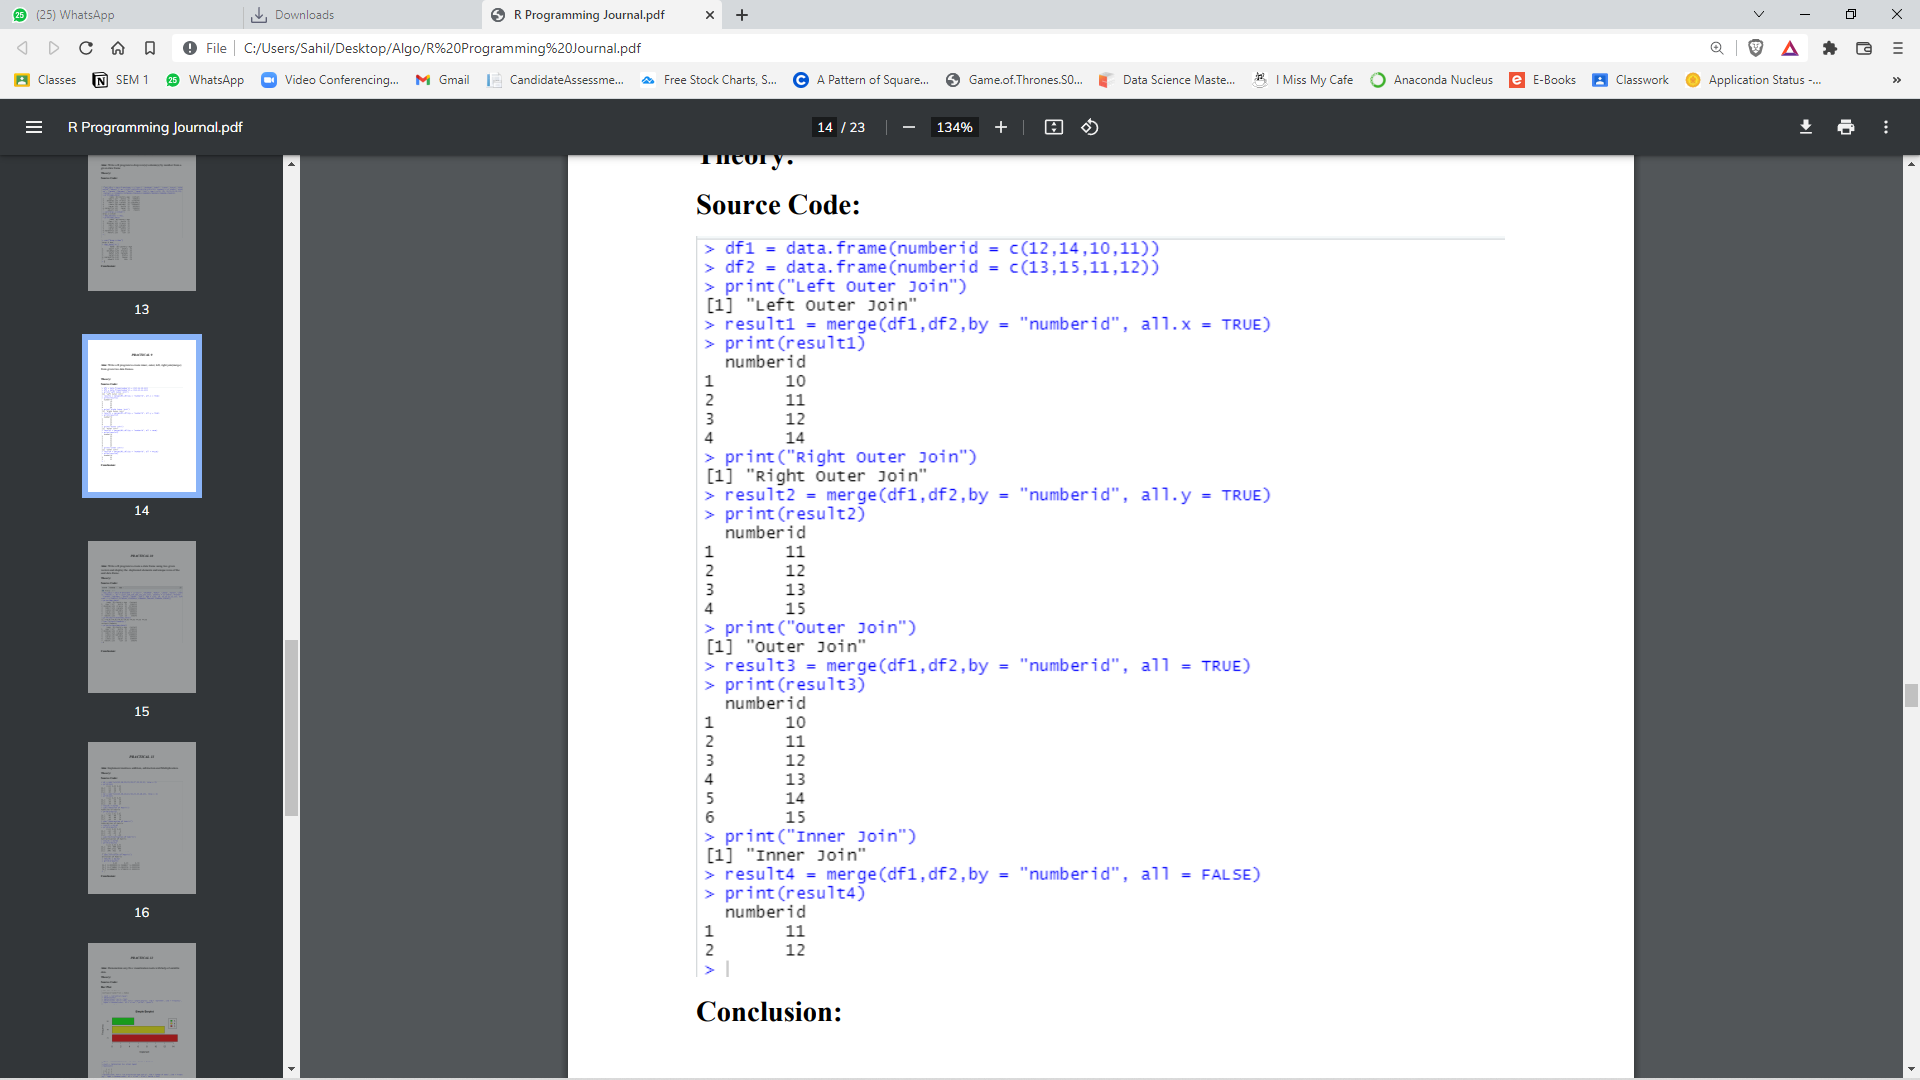 (25) WhatsApp
Downloads
R Programming Journal.pdf
File
C:/Users/Sahil/Desktop/Algo/R%20Programming%20Journal.pdf
Classes
SEM 1
WhatsApp
Video Conferencing...
Gmail
CandidateAssessme...
Free Stock Charts, S...
A Pattern of Square...
Game.of.Thrones.S0...
Data Science Maste...
I Miss My Cafe
Anaconda Nucleus
E-Books
Classwork
Application Status -...
»
R Programming Journal.pdf
14 / 23
134%
13
14
15
16
Theory:
Source Code:
> df1 = data.frame(numberid = c(12,14,10,11))
> df2 = data.frame(numberid = c(13,15,11,12))
> print("Left Outer Join")
[1] "Left Outer Join"
> result1 = merge(df1,df2,by = "numberid", all.x = TRUE)
> print(result1)
numberid
1 10
2 11
3 12
4 14
> print("Right Outer Join")
[1] "Right Outer Join"
> result2 = merge(df1,df2,by = "numberid", all.y = TRUE)
> print(result2)
numberid
1 11
2 12
3 13
4 15
> print("Outer Join")
[1] "Outer Join"
> result3 = merge(df1,df2,by = "numberid", all = TRUE)
> print(result3)
numberid
1 10
2 11
3 12
4 13
5 14
6 15
> print("Inner Join")
[1] "Inner Join"
> result4 = merge(df1,df2,by = "numberid", all = FALSE)
> print(result4)
numberid
1 11
2 12
>
Conclusion: